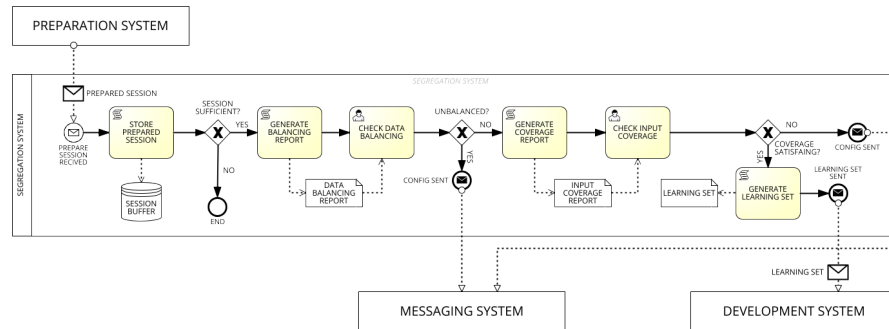 PREPARATION SYSTEM
SEGREGATION SYSTEM
SEGREGATION SYSTEM
PREPARED SESSION
PREPARE
SESSION
RECIVED
STORE
PREPARED
SESSION
SESSION
BUFFER
SESSION
SUFFICIENT?
YES
NO
END
GENERATE
BALANCING
REPORT
DATA
BALANCING
REPORT
CHECK DATA
BALANCING
UNBALANCED?
NO
YES
CONFIG SENT
GENERATE
COVERAGE
REPORT
INPUT
COVERAGE
REPORT
CHECK INPUT
COVERAGE
NO
COVERAGE
SATISFAING?
YES
CONFIG SENT
LEARNING SET
GENERATE
LEARNING SET
LEARNING SET
SENT
LEARNING SET
MESSAGING SYSTEM
DEVELOPMENT SYSTEM